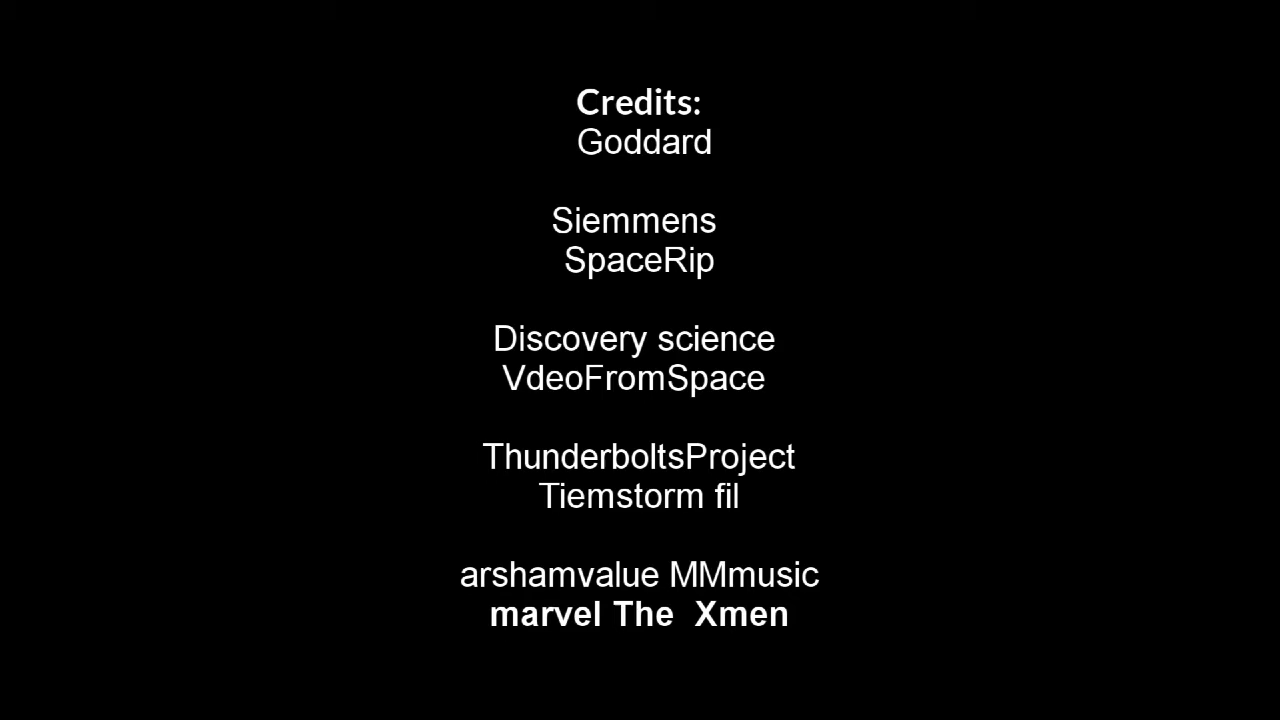 Credits:
Goddard
Siemmens
SpaceRip
Discovery science
VdeoFromSpace
ThunderboltsProject
Tiemstorm fil
arshamvalue MMmusic
marvel The  Xmen